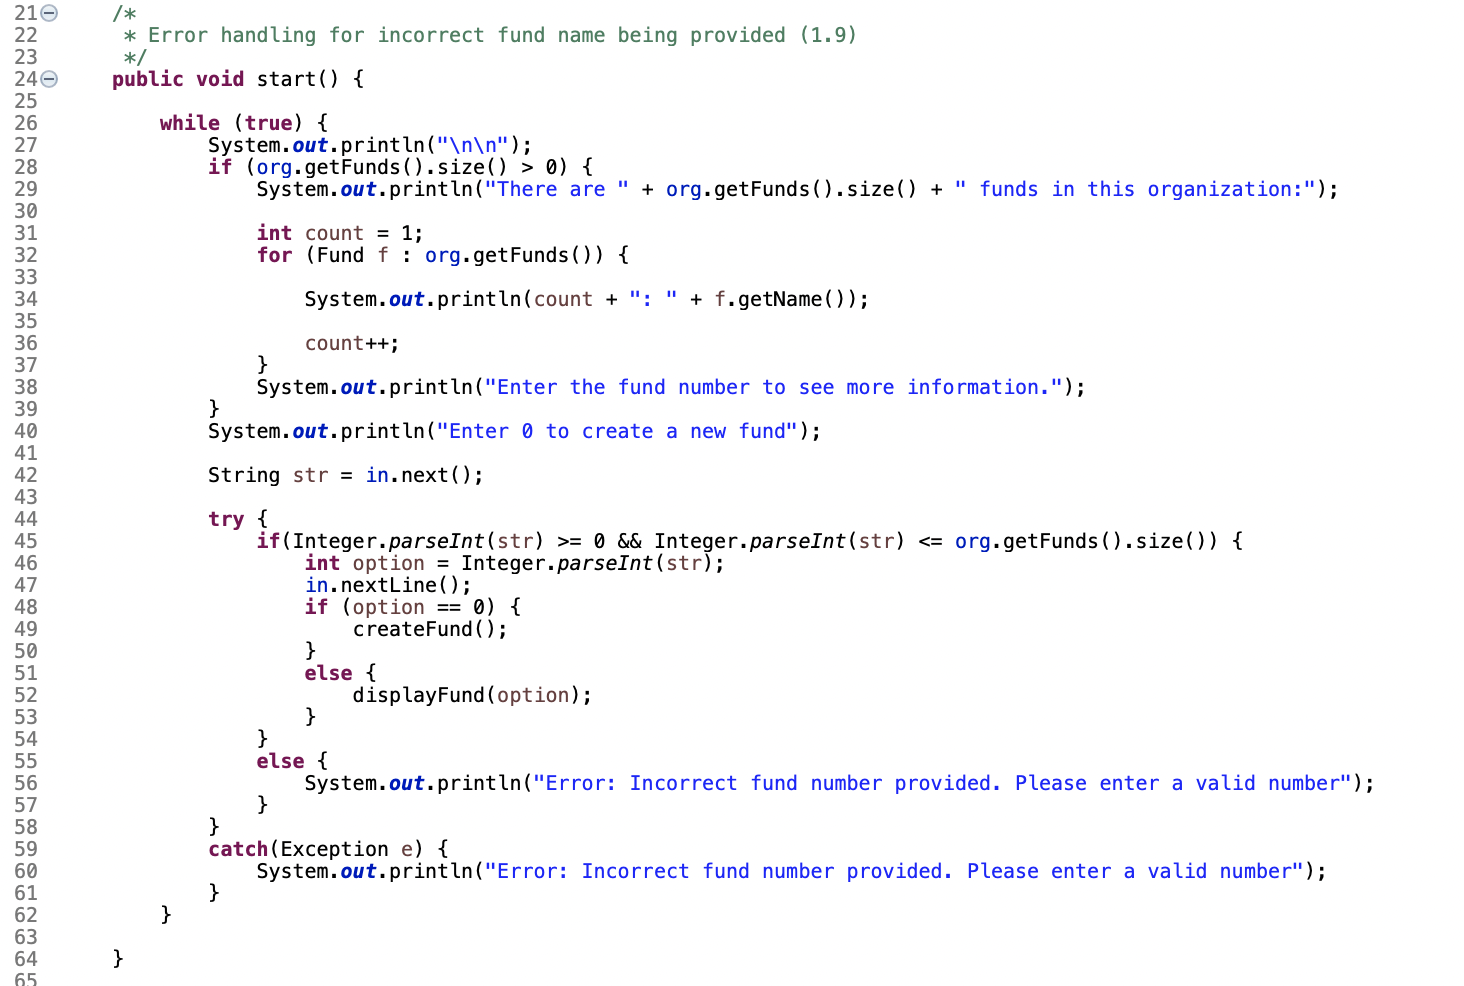 21 /*
22 * Error handling for incorrect fund name being provided (1.9)
23 */
24 public void start() {
25
26 while (true) {
27 System.out.println("\n\n");
28 if (org.getFunds().size() > 0) {
29 System.out.println("There are " + org.getFunds().size() + " funds in this organization:");
30
31 int count = 1;
32 for (Fund f : org.getFunds()) {
33
34 System.out.println(count + ": " + f.getName());
35
36 count++;
37 }
38 System.out.println("Enter the fund number to see more information.");
39 }
40 System.out.println("Enter 0 to create a new fund");
41
42 String str = in.next();
43
44 try {
45 if(Integer.parseInt(str) >= 0 && Integer.parseInt(str) <= org.getFunds().size()) {
46 int option = Integer.parseInt(str);
47 in.nextLine();
48 if (option == 0) {
49 createFund();
50 }
51 else {
52 displayFund(option);
53 }
54 }
55 else {
56 System.out.println("Error: Incorrect fund number provided. Please enter a valid number");
57 }
58 }
59 catch(Exception e) {
60 System.out.println("Error: Incorrect fund number provided. Please enter a valid number");
61 }
62 }
63
64 }
65